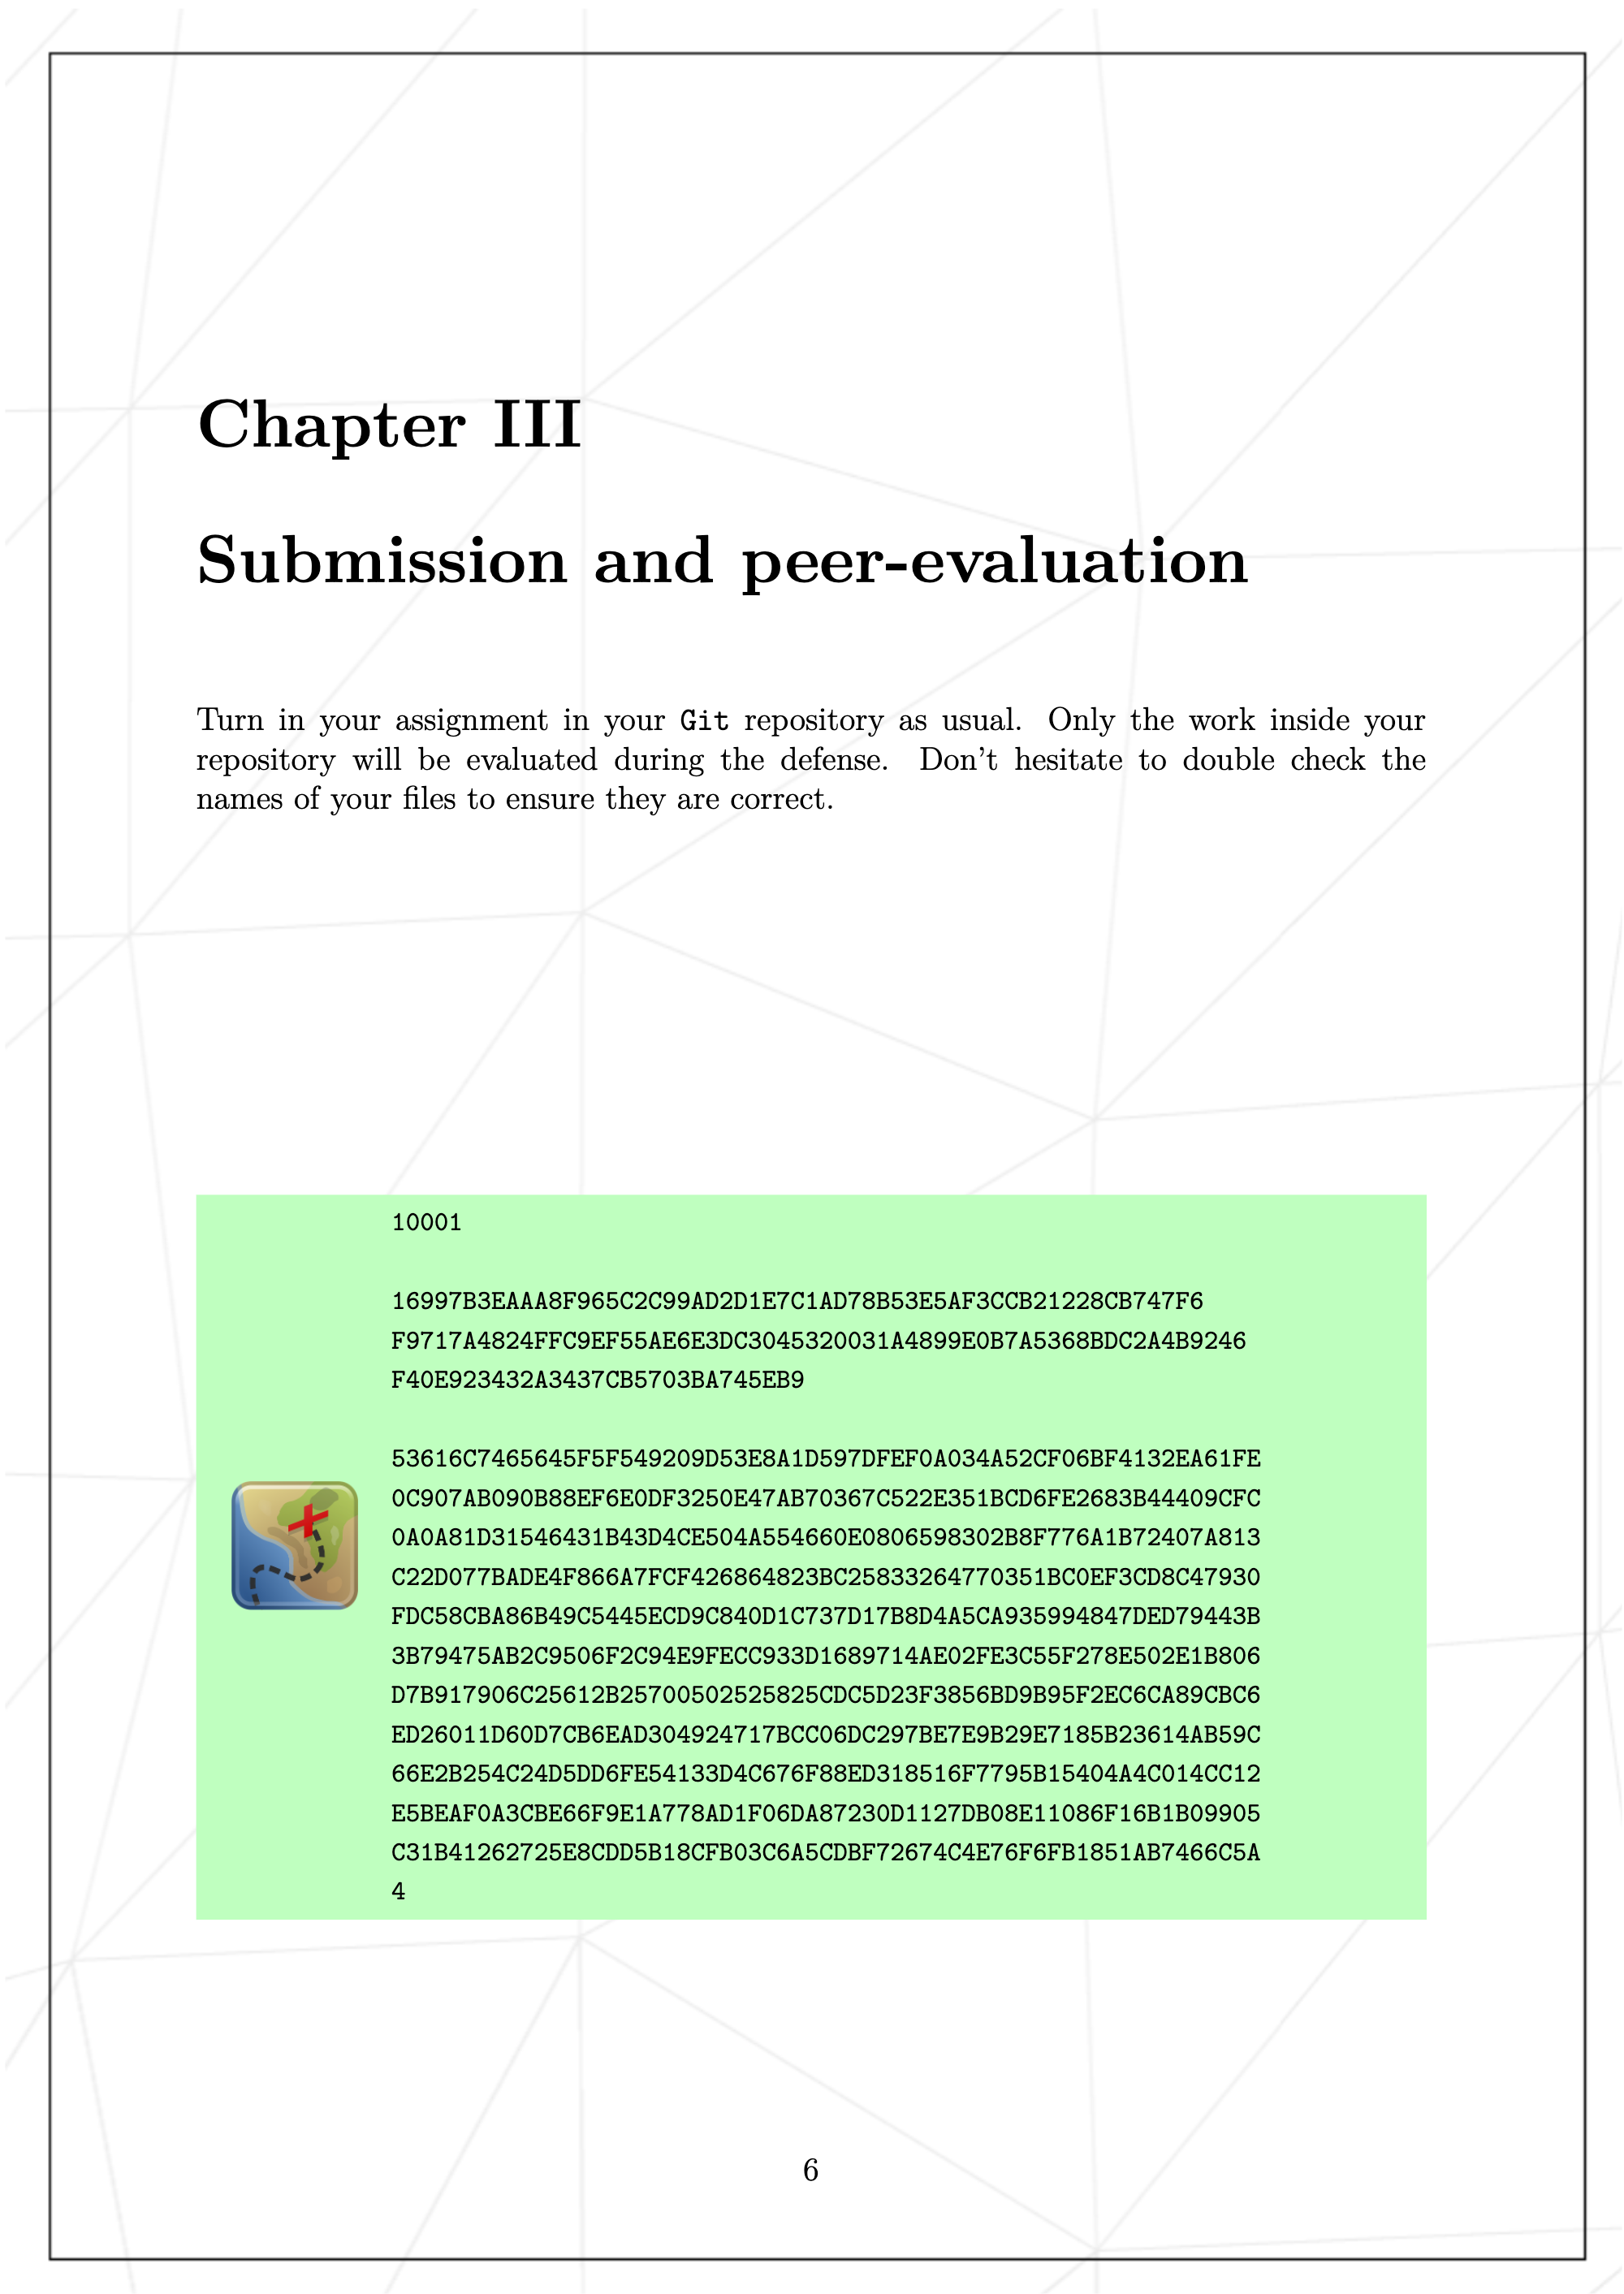 Chapter III
Submission and peer-evaluation
Turn in your assignment in your Git repository as usual. Only the work inside your
repository will be evaluated during the defense. Don't hesitate to double check the
names of your files to ensure they are correct.
10001
16997B3EAAA8F965C2C99AD2D1E7C1AD78B53E5AF3CCB21228CB747F6
F9717A4824FFC9EF55AE6E3DC3045320031A4899E0B7A5368BDC2A4B9246
F40E923432A3437CB5703BA745EB9
53616C7465645F5F549209D53E8A1D597DFEF0A034A52CF06BF4132EA61FE
0C907AB090B88EF6E0DF3250E47AB70367C522E351BCD6FE2683B44409CFC
0A0A81D31546431B43D4CE504A554660E0806598302B8F776A1B72407A813
C22D077BADE4F866A7FCF426864823BC25833264770351BC0EF3CD8C47930
FDC58CBA86B49C5445ECD9C840D1C737D17B8D4A5CA935994847DED79443B
3B79475AB2C9506F2C94E9FECC933D1689714AE02FE3C55F278E502E1B806
D7B917906C25612B25700502525825CDC5D23F3856BD9B95F2EC6CA89CBC6
ED26011D60D7CB6EAD304924717BCC06DC297BE7E9B29E7185B23614AB59C
66E2B254C24D5DD6FE54133D4C676F88ED318516F7795B15404A4C014CC12
E5BEAF0A3CBE66F9E1A778AD1F06DA87230D1127DB08E11086F16B1B09905
C31B41262725E8CDD5B18CFB03C6A5CDBF72674C4E76F6FB1851AB7466C5A
4
6